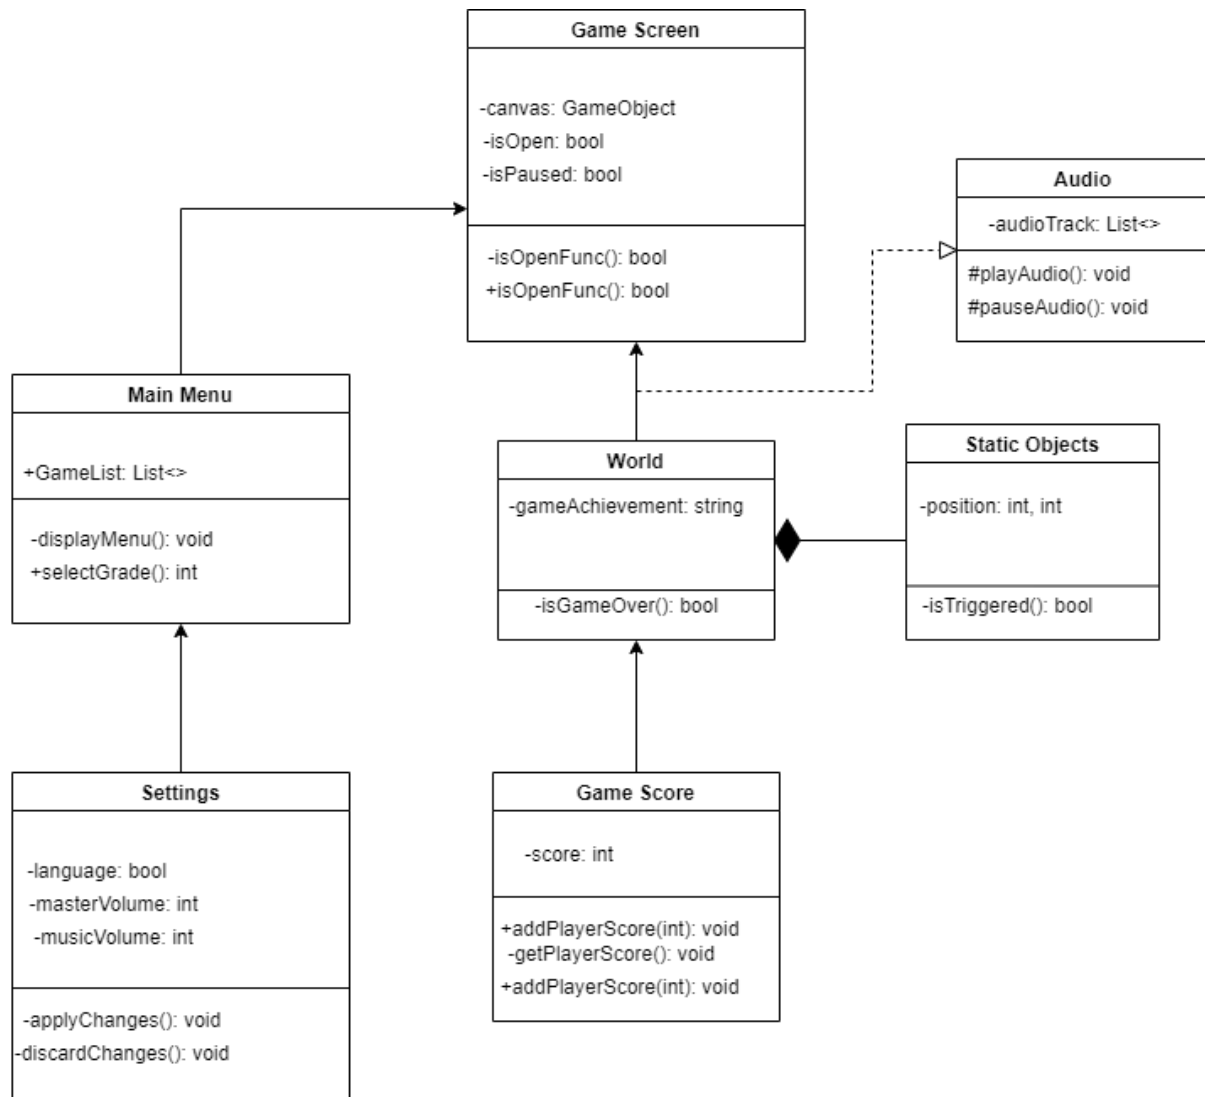 Game Screen
-canvas: GameObject
-isOpen: bool
-isPaused: bool
-isOpenFunc(): bool
+isOpenFunc(): bool
Audio
-audioTrack: List<>
#playAudio(): void
#pauseAudio(): void
Main Menu
+GameList: List<>
-displayMenu(): void
+selectGrade(): int
World
-gameAchievement: string
-isGameOver(): bool
Static Objects
-position: int, int
-isTriggered(): bool
Settings
-language: bool
-masterVolume: int
-musicVolume: int
-applyChanges(): void
-discardChanges(): void
Game Score
-score: int
+addPlayerScore(int): void
-getPlayerScore(): void
+addPlayerScore(int): void